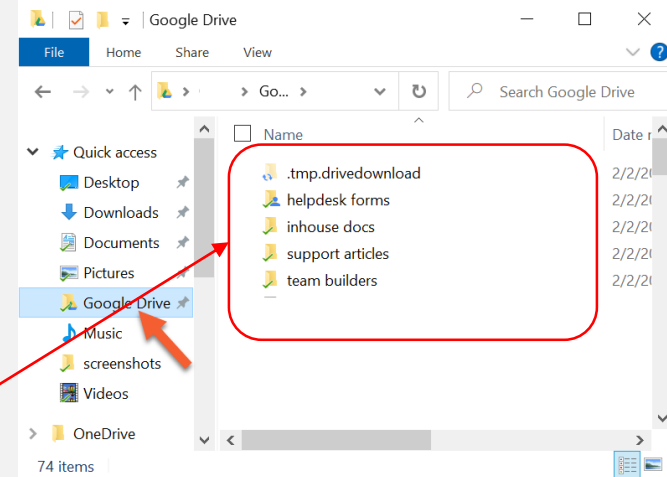 Google Drive
File Home Share View
Go... Search Google Drive
Name Date
Quick access
Desktop
Downloads
Documents
Pictures
Google Drive
Music
screenshots
Videos
OneDrive
.tmp.drivedownload 2/2/20
helpdesk forms 2/2/20
inhouse docs 2/2/20
support articles 2/2/20
team builders 2/2/20
74 items